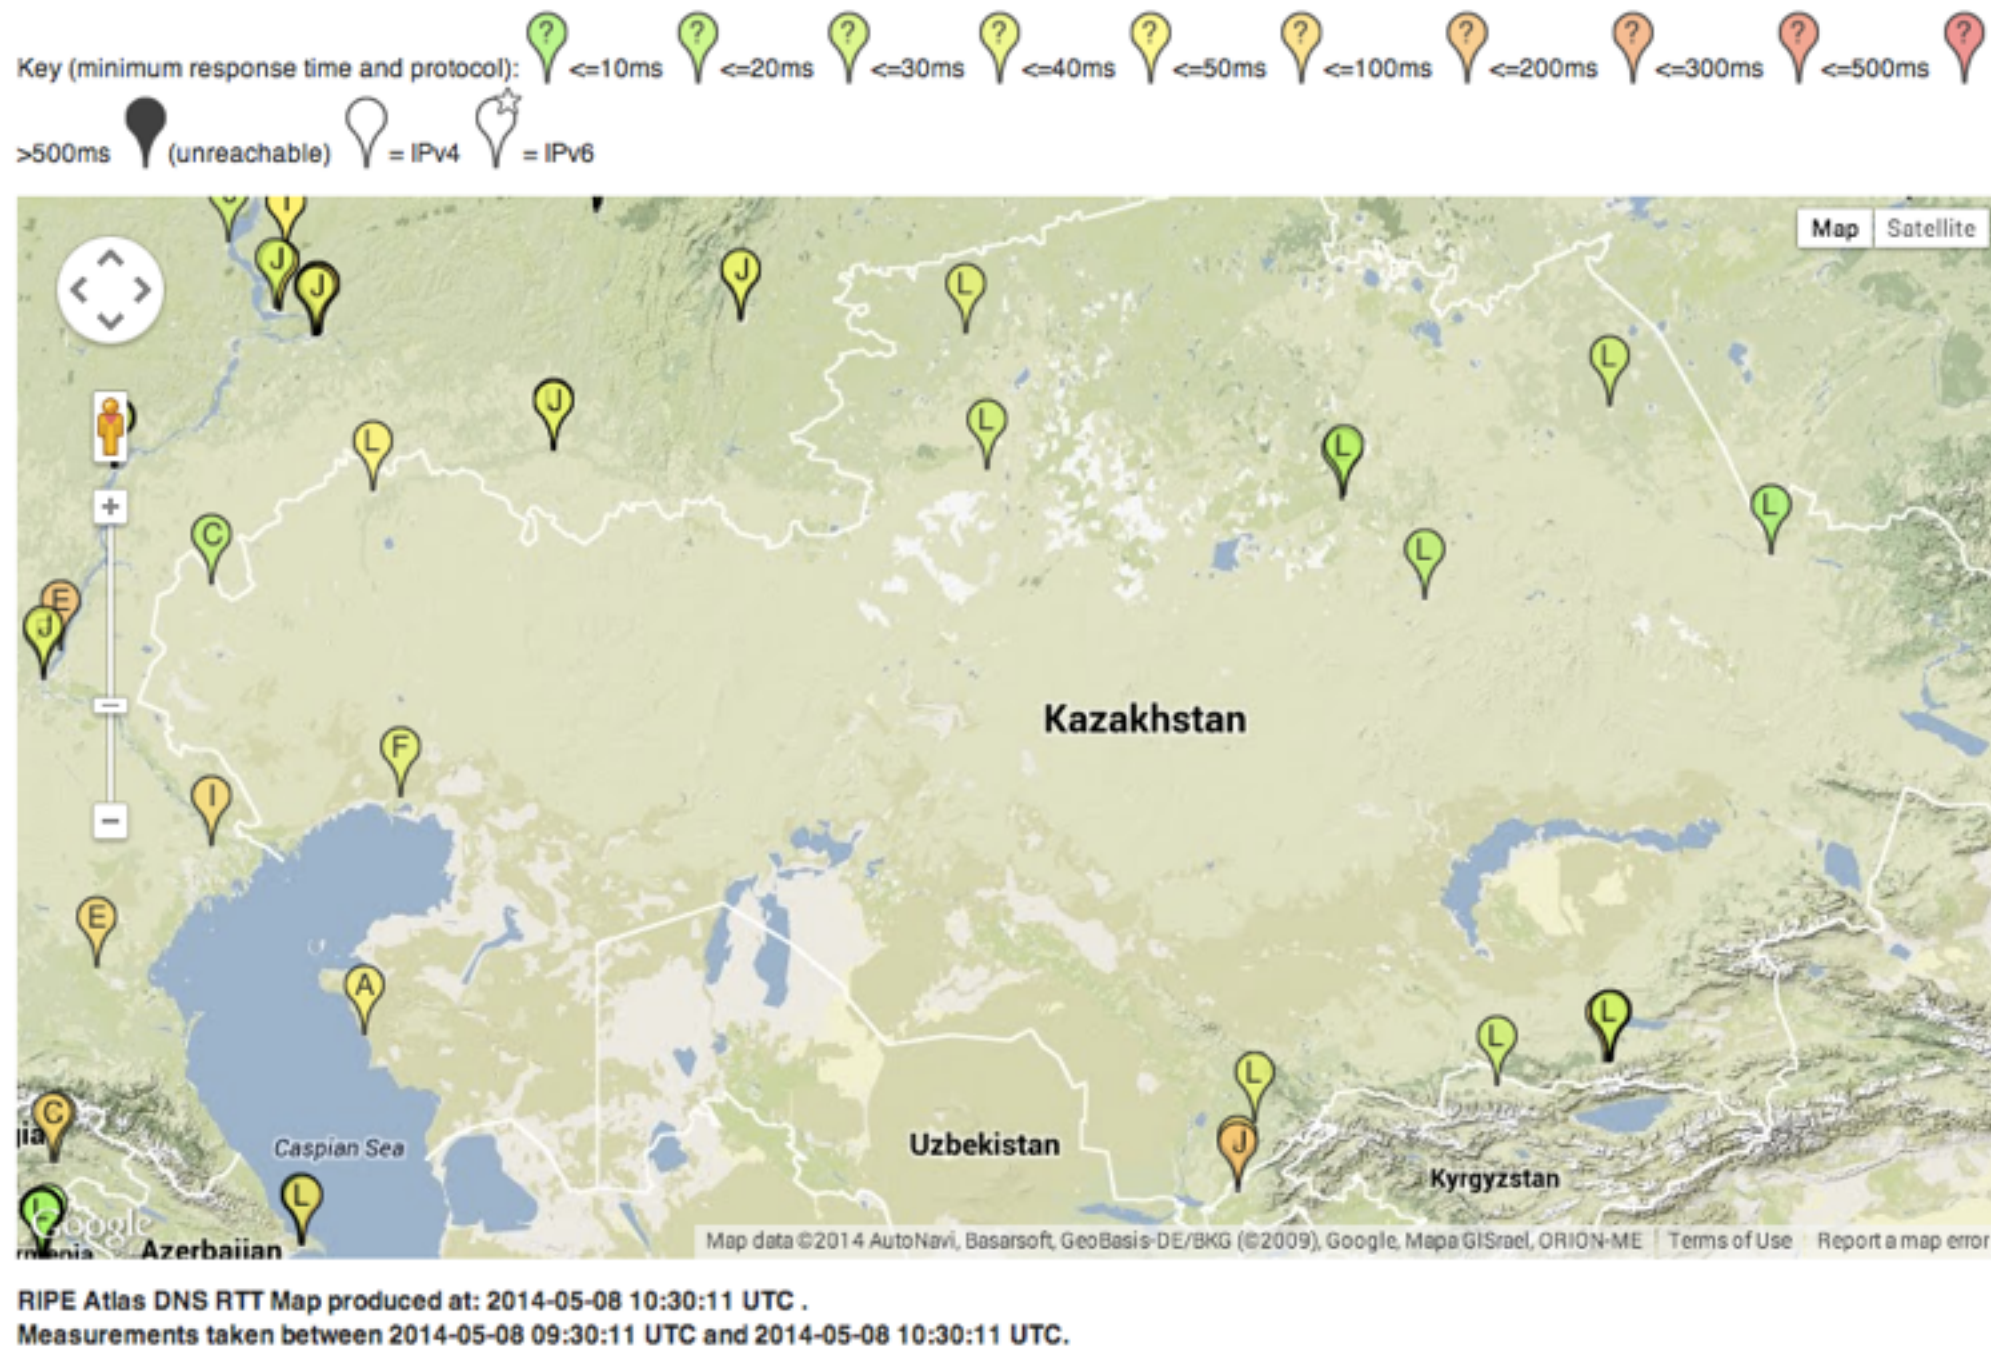 ? ? ? ? ? ? ? ? ? ?
Key (minimum response time and protocol): <=10ms <=20ms <=30ms <=40ms <=50ms <=100ms <=200ms <=300ms <=500ms
>500ms (unreachable) = IPv4 = IPv6
Map Satellite
J
J
J
L
L
J
L
L
L
L
C
L
L
E
J
Kazakhstan
F
I
E
A
L
L
L
C
J
Caspian Sea
Uzbekistan
Kyrgyzstan
L
L
Google
Azerbaijan
Map data ©2014 AutoNavi, Basarsoft, GeoBasis-DE/BKG (©2009), Google, Mapa GISrael, ORION-ME Terms of Use Report a map error
RIPE Atlas DNS RTT Map produced at: 2014-05-08 10:30:11 UTC .
Measurements taken between 2014-05-08 09:30:11 UTC and 2014-05-08 10:30:11 UTC.